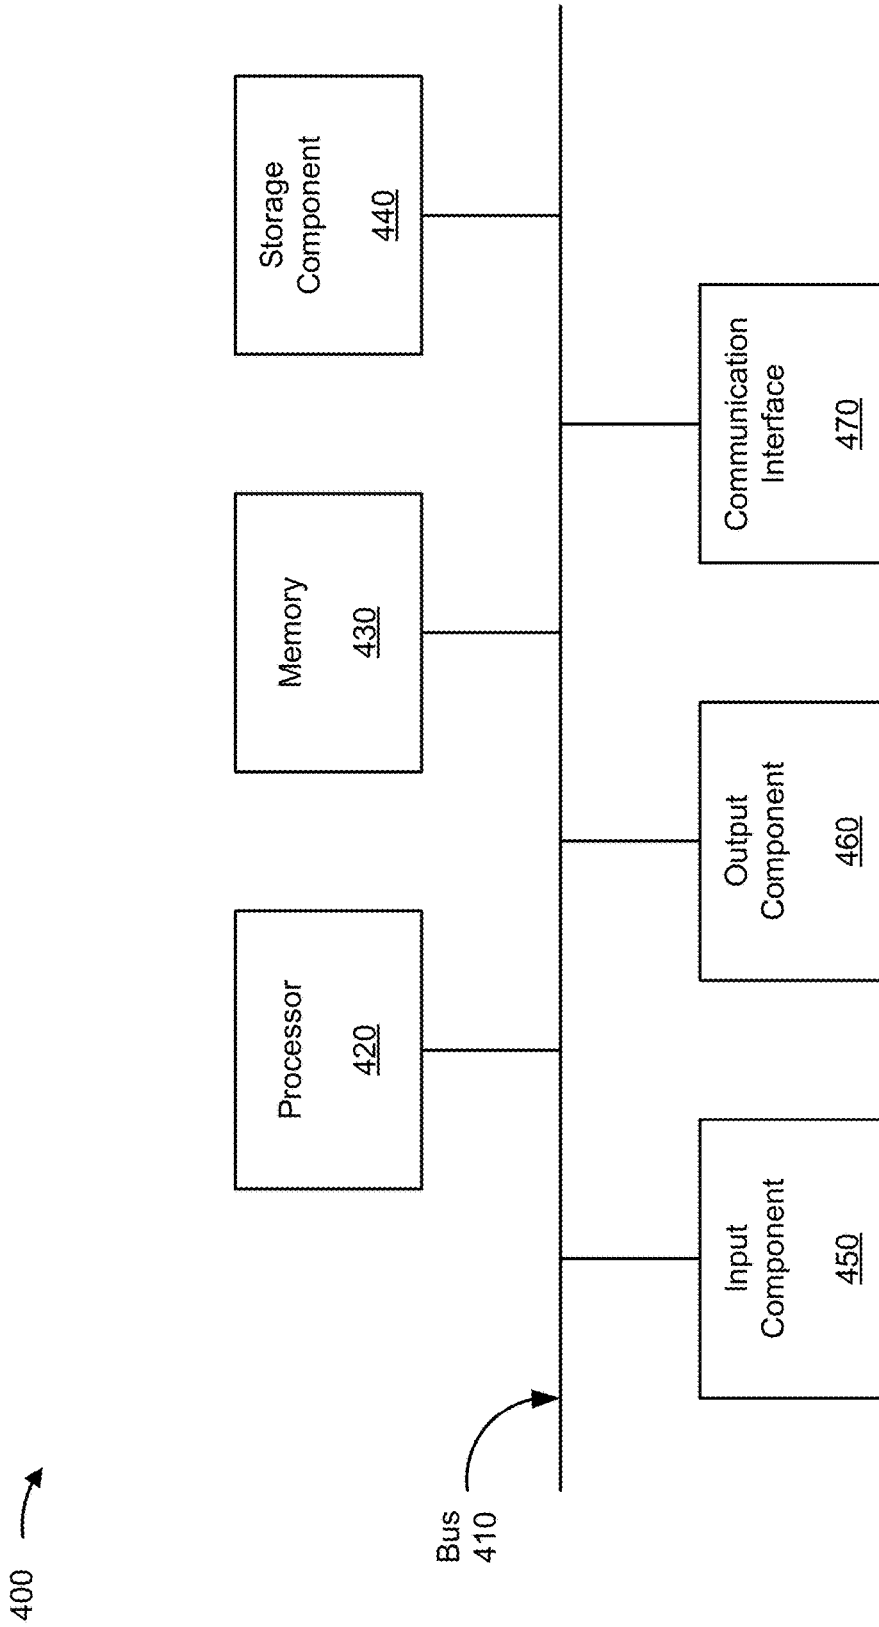 400
Bus
410
Processor
420
Memory
430
Storage
Component
440
Input
Component
450
Output
Component
460
Communication
Interface
470